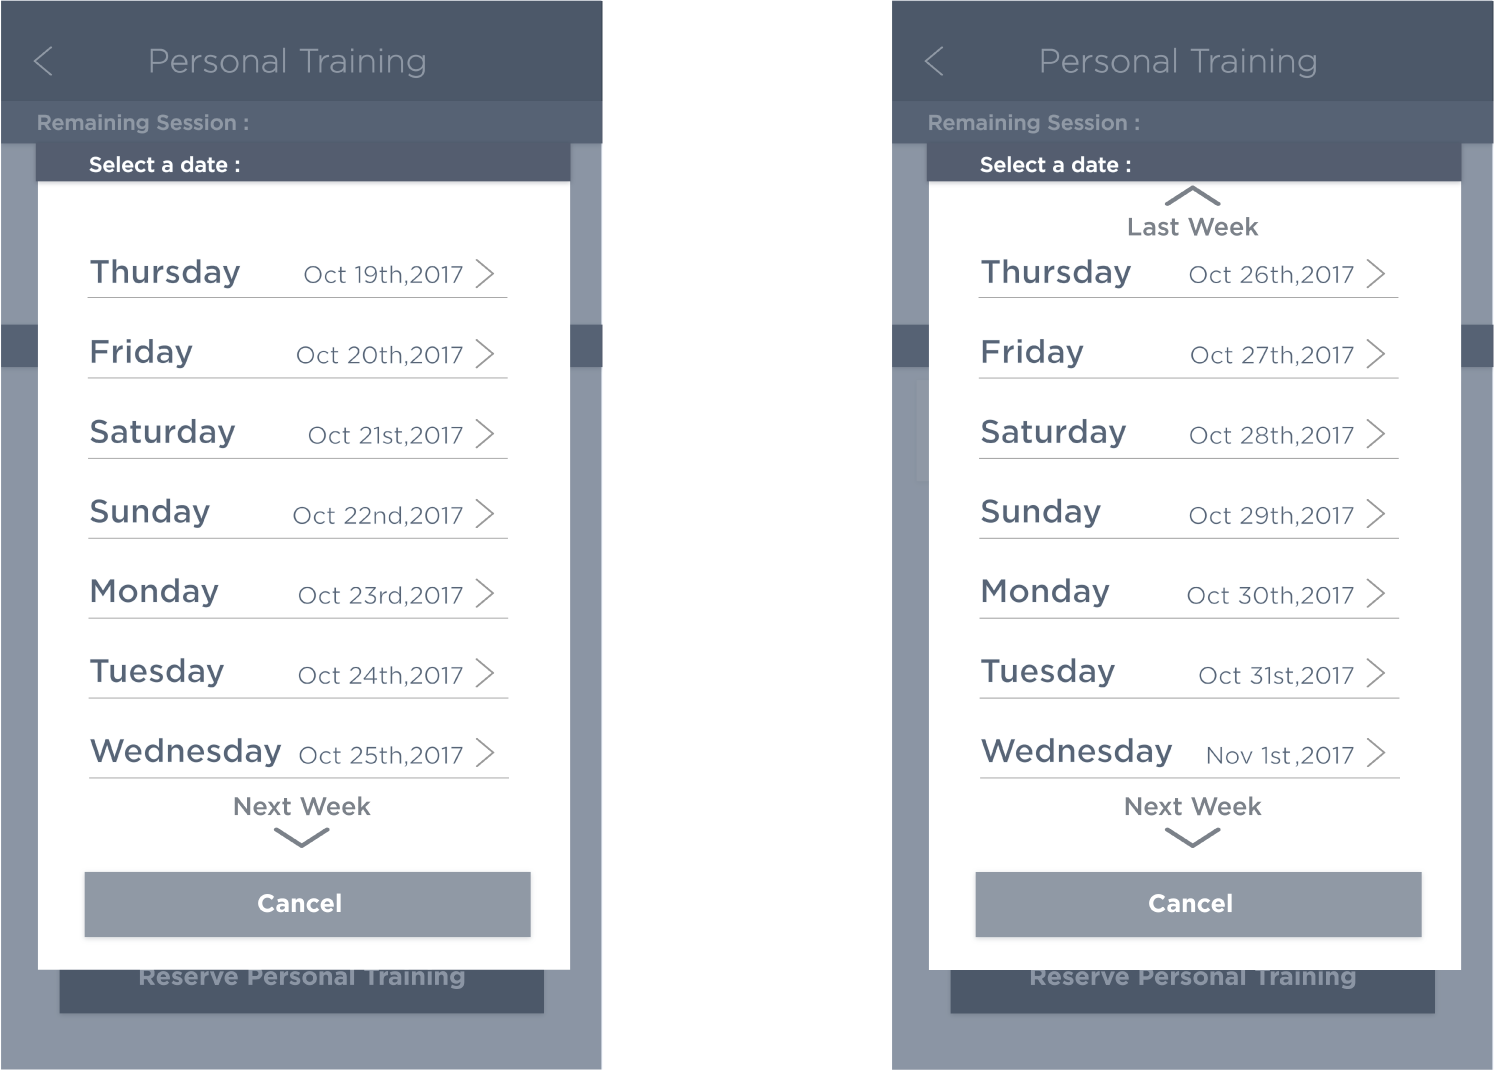 Personal Training
Remaining Session :
Select a date :
Thursday Oct 19th,2017
Friday Oct 20th,2017
Saturday Oct 21st,2017
Sunday Oct 22nd,2017
Monday Oct 23rd,2017
Tuesday Oct 24th,2017
Wednesday Oct 25th,2017
Next Week
Cancel
Reserve Personal Training
Personal Training
Remaining Session :
Select a date :
Last Week
Thursday Oct 26th,2017
Friday Oct 27th,2017
Saturday Oct 28th,2017
Sunday Oct 29th,2017
Monday Oct 30th,2017
Tuesday Oct 31st,2017
Wednesday Nov 1st,2017
Next Week
Cancel
Reserve Personal Training